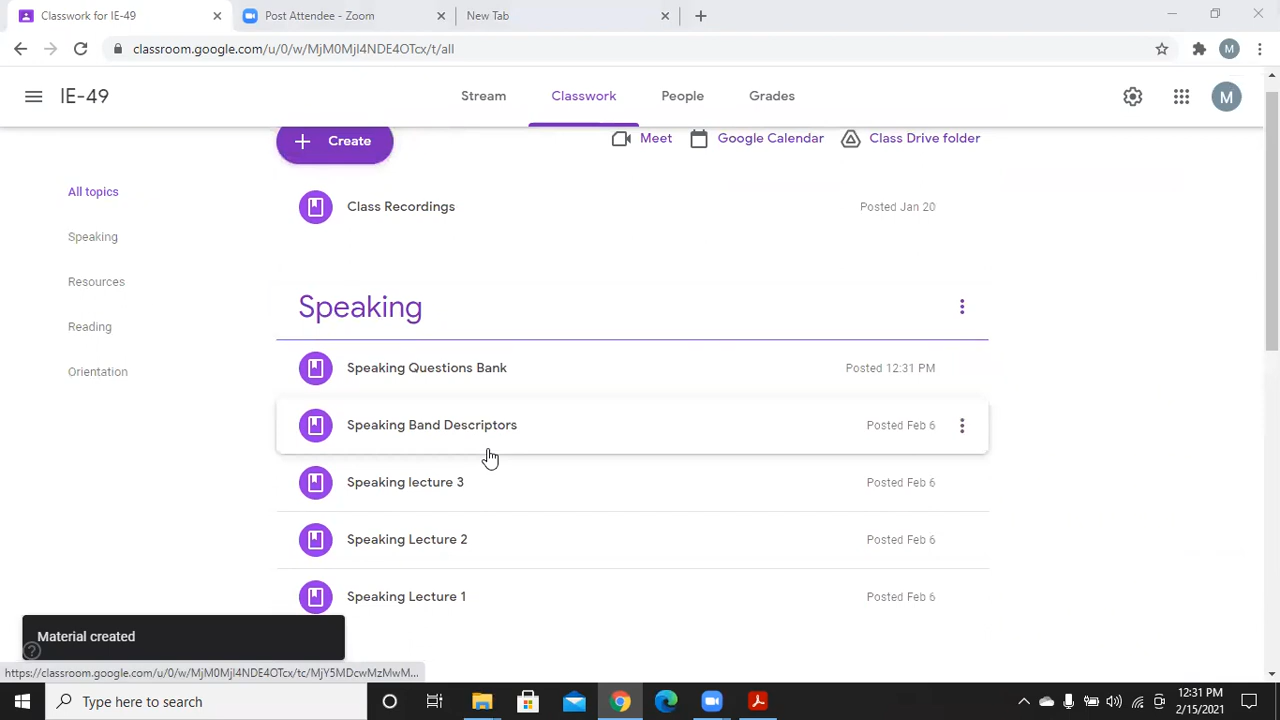 Classwork for IE-49
Post Attendee - Zoom
New Tab
classroom.google.com/u/0/w/MjM0MjI4NDE4OTcx/t/all
M
IE-49
Stream
Classwork
People
Grades
M
Create
Meet
Google Calendar
Class Drive folder
All topics
Speaking
Resources
Reading
Orientation
Class Recordings
Posted Jan 20
Speaking
Speaking Questions Bank
Posted 12:31 PM
Speaking Band Descriptors
Posted Feb 6
Speaking lecture 3
Posted Feb 6
Speaking Lecture 2
Posted Feb 6
Speaking Lecture 1
Posted Feb 6
Material created
https://classroom.google.com/u/0/w/MjM0MjI4NDE4OTcx/tc/MjY5MDcwMzMwM...
Type here to search
12:31 PM
2/15/2021